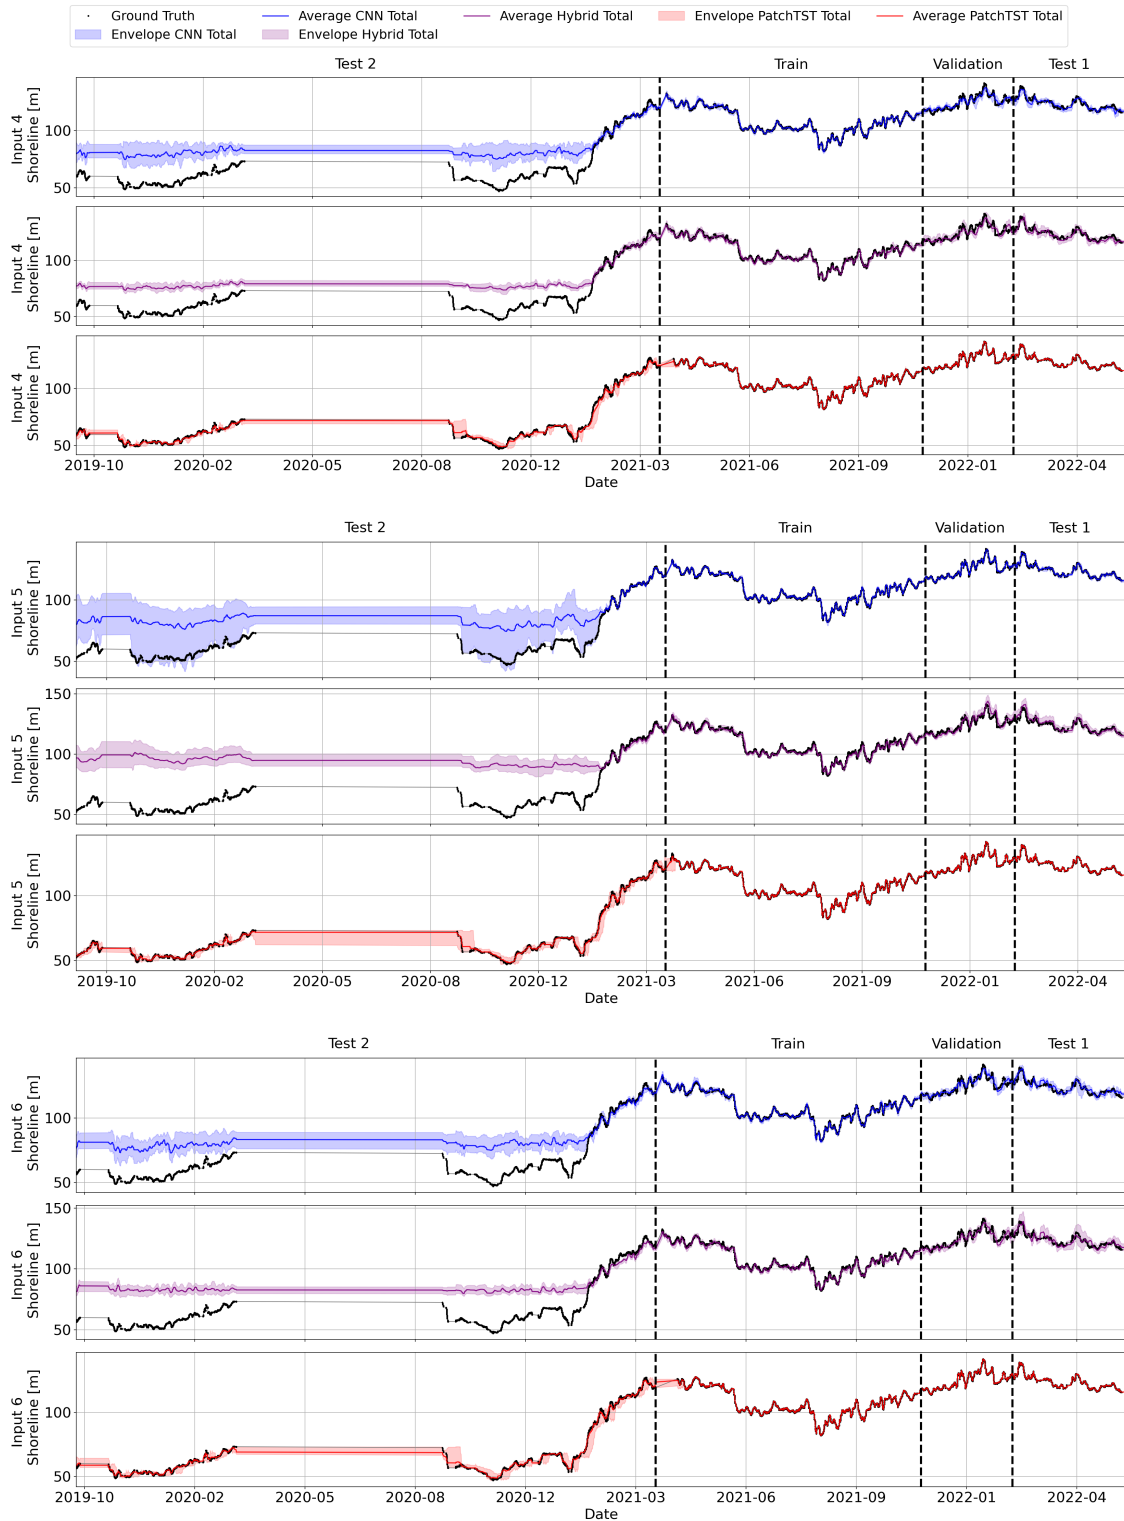 Ground Truth Average CNN Total Average Hybrid Total Envelope PatchTST Total Average PatchTST Total
Envelope CNN Total Envelope Hybrid Total
Test 2 Train Validation Test 1
Input 4
Shoreline [m]
100
50
Input 4
Shoreline [m]
100
50
Input 4
Shoreline [m]
100
50
2019-10 2020-02 2020-05 2020-08 2020-12 2021-03 2021-06 2021-09 2022-01 2022-04
Date
Test 2 Train Validation Test 1
Input 5
Shoreline [m]
100
50
Input 5
Shoreline [m]
150
100
50
Input 5
Shoreline [m]
100
50
2019-10 2020-02 2020-05 2020-08 2020-12 2021-03 2021-06 2021-09 2022-01 2022-04
Date
Test 2 Train Validation Test 1
Input 6
Shoreline [m]
100
50
Input 6
Shoreline [m]
150
100
50
Input 6
Shoreline [m]
100
50
2019-10 2020-02 2020-05 2020-08 2020-12 2021-03 2021-06 2021-09 2022-01 2022-04
Date